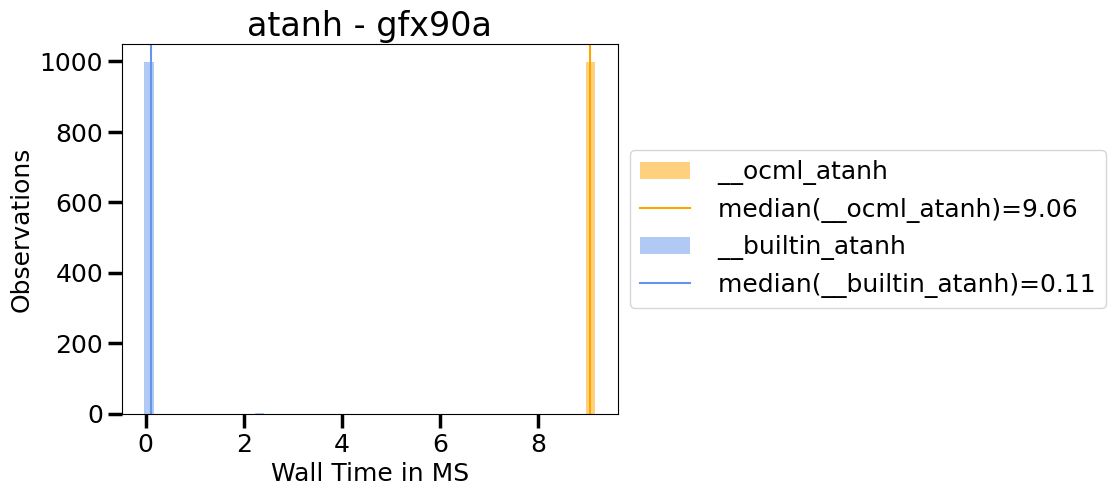 atanh - gfx90a
1000
800
600
400
200
0
Observations
0 2 4 6 8
Wall Time in MS
__ocml_atanh
median(__ocml_atanh)=9.06
__builtin_atanh
median(__builtin_atanh)=0.11